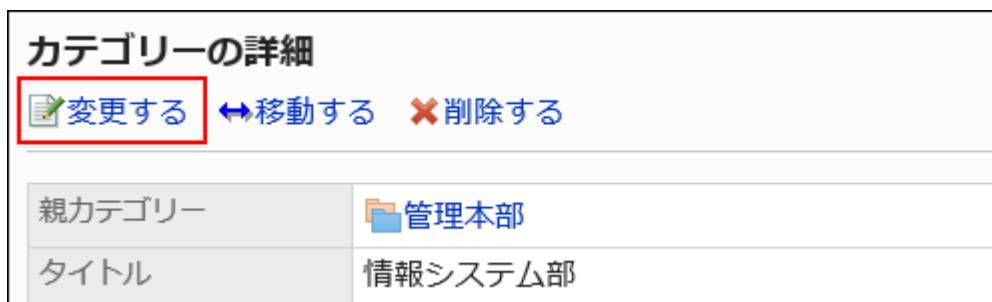 カテゴリーの詳細
変更する 移動する 削除する
親カテゴリー 管理本部
タイトル 情報システム部